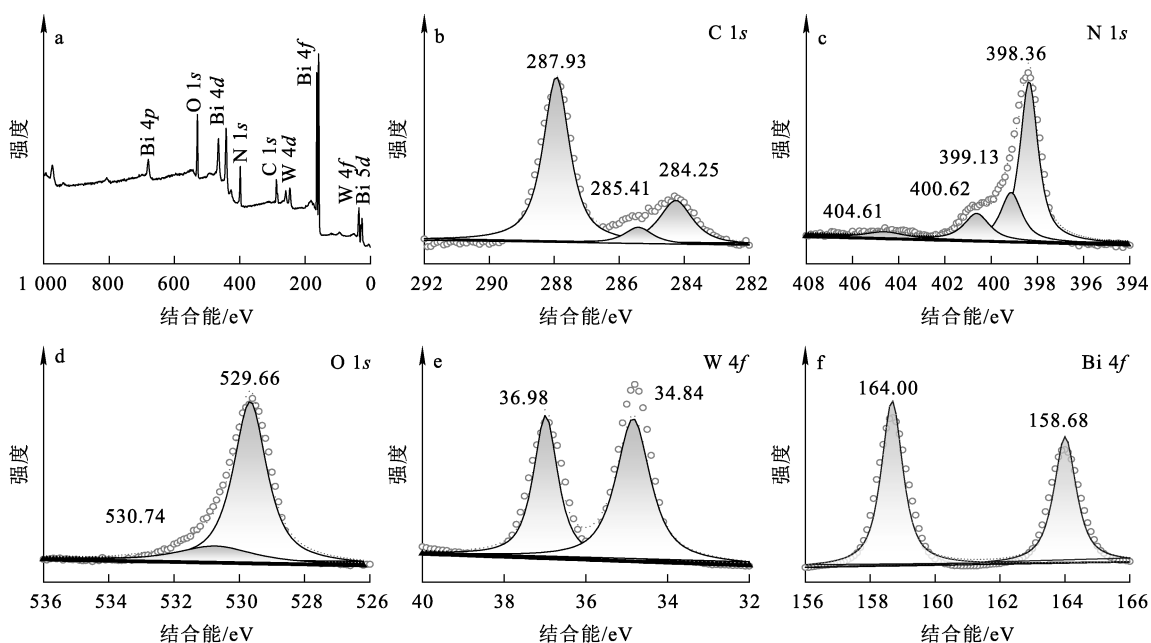 a
Bi 4p
O 1s
Bi 4d
N 1s
C 1s
W 4d
Bi 4f
W 4f
Bi 5d
强度
1 000 800 600 400 200 0
结合能/eV
b
C 1s
287.93
285.41
284.25
292 290 288 286 284 282
结合能/eV
c
N 1s
398.36
399.13
400.62
404.61
强度
408 406 404 402 400 398 396 394
结合能/eV
d
O 1s
529.66
530.74
强度
536 534 532 530 528 526
结合能/eV
e
W 4f
36.98
34.84
强度
40 38 36 34 32
结合能/eV
f
Bi 4f
164.00
158.68
强度
156 158 160 162 164 166
结合能/eV